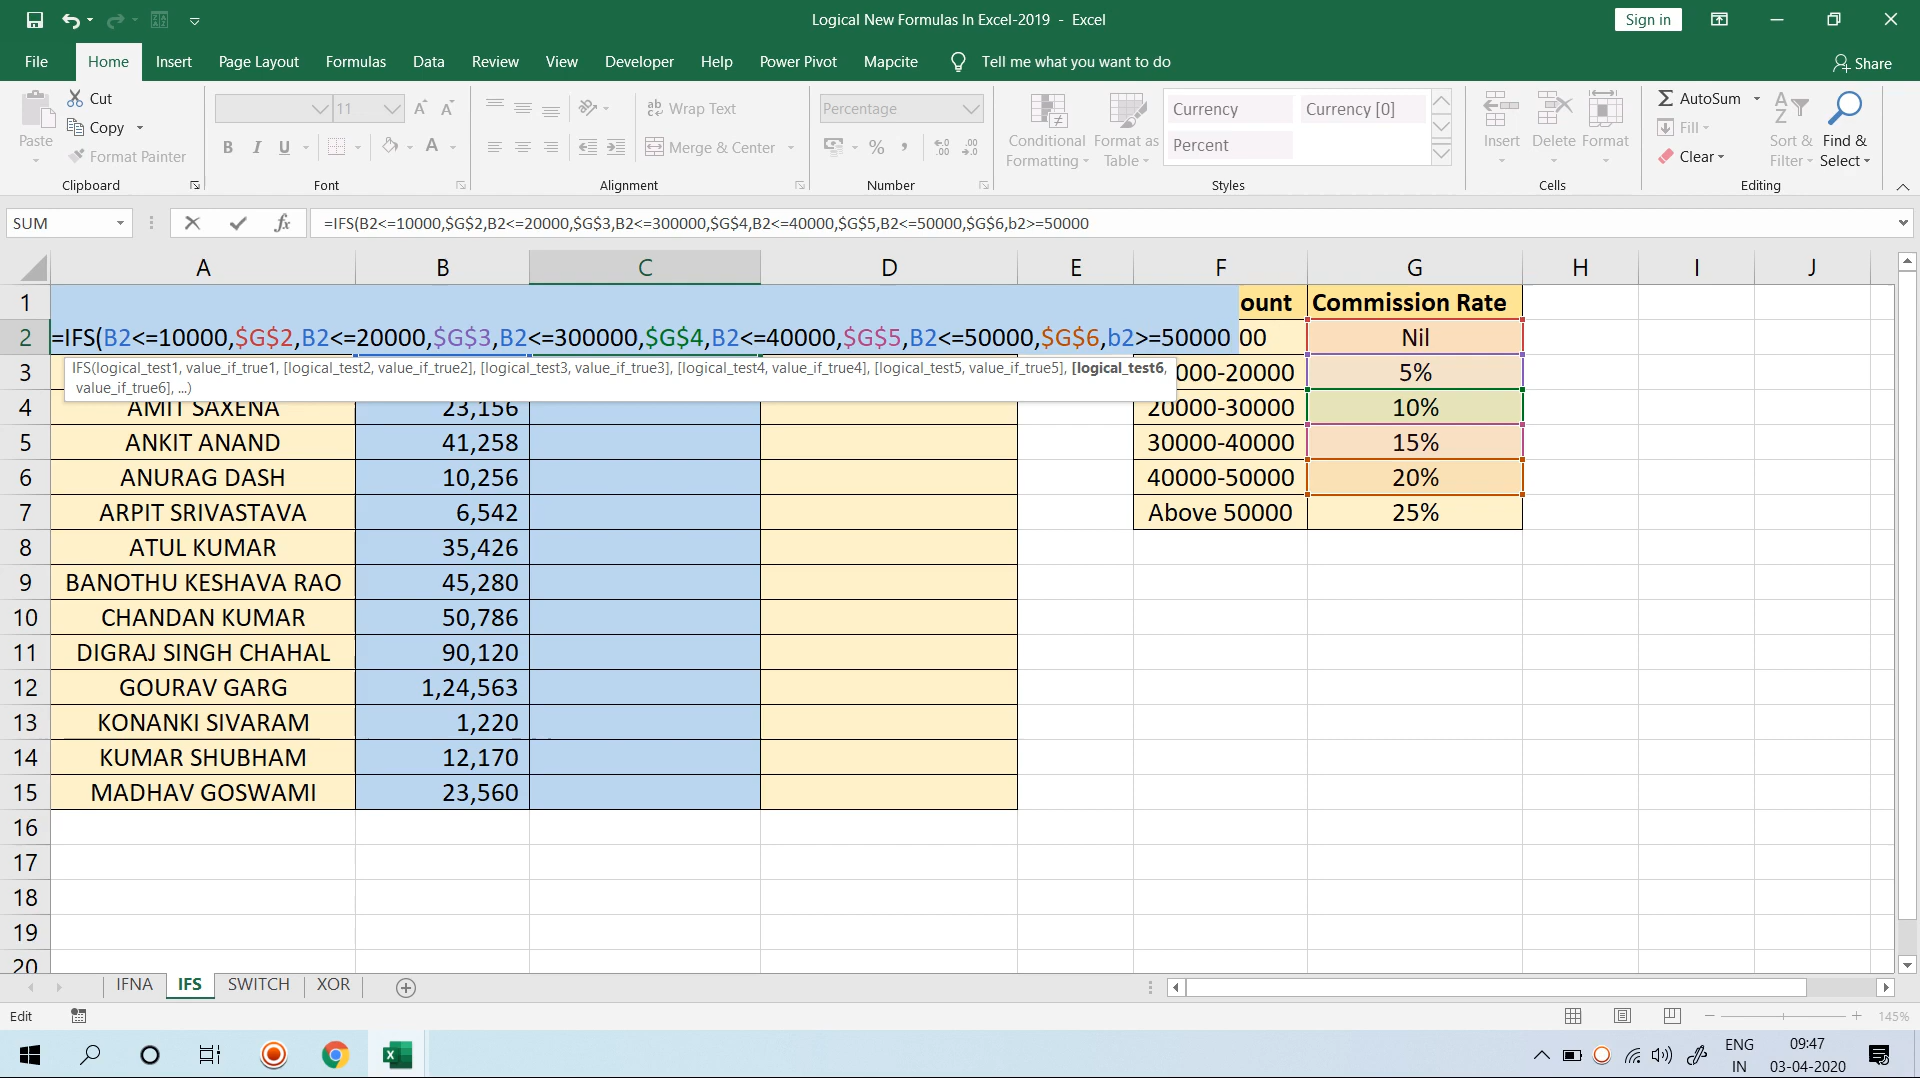 Logical New Formulas In Excel-2019 - Excel
Sign in
File Home Insert Page Layout Formulas Data Review View Developer Help Power Pivot Mapcite Tell me what you want to do
Share
Paste
Cut
Copy
Format Painter
Clipboard
11
B I U
Font
Wrap Text
Merge & Center
Alignment
Percentage
Number
Conditional Formatting
Format as Table
Currency Currency [0]
Percent
Styles
Insert Delete Format
Cells
AutoSum
Fill
Clear
Sort & Filter
Find & Select
Editing
SUM
=IFS(B2<=10000,$G$2,B2<=20000,$G$3,B2<=300000,$G$4,B2<=40000,$G$5,B2<=50000,$G$6,b2>=50000
A B C D E F G H I J
1 ount Commission Rate
2 =IFS(B2<=10000,$G$2,B2<=20000,$G$3,B2<=300000,$G$4,B2<=40000,$G$5,B2<=50000,$G$6,b2>=50000 00 Nil
IFS(logical_test1, value_if_true1, [logical_test2, value_if_true2], [logical_test3, value_if_true3], [logical_test4, value_if_true4], [logical_test5, value_if_true5], [logical_test6,
value_if_true6], ...)
3 000-20000 5%
4 AMIT SAXENA 23,156 20000-30000 10%
5 ANKIT ANAND 41,258 30000-40000 15%
6 ANURAG DASH 10,256 40000-50000 20%
7 ARPIT SRIVASTAVA 6,542 Above 50000 25%
8 ATUL KUMAR 35,426
9 BANOTHU KESHAVA RAO 45,280
10 CHANDAN KUMAR 50,786
11 DIGRAJ SINGH CHAHAL 90,120
12 GOURAV GARG 1,24,563
13 KONANKI SIVARAM 1,220
14 KUMAR SHUBHAM 12,170
15 MADHAV GOSWAMI 23,560
16
17
18
19
20
IFNA IFS SWITCH XOR
Edit
145%
ENG
IN
09:47
03-04-2020